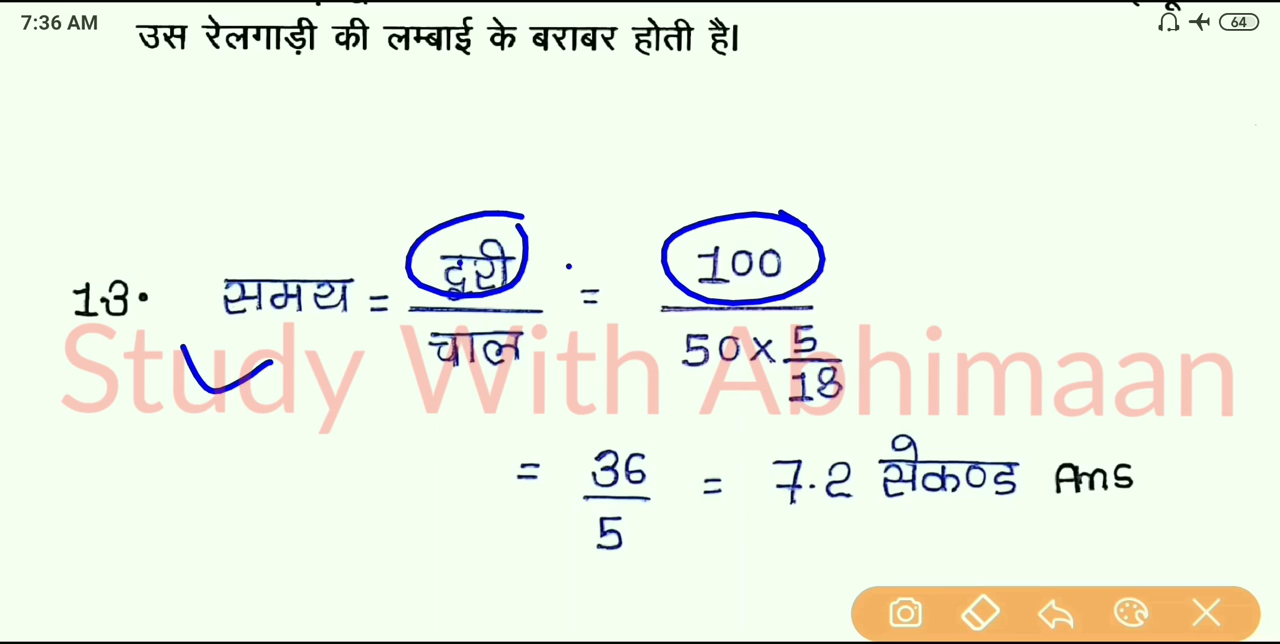 7:36 AM
64
उस रेलगाड़ी की लम्बाई के बराबर होती है।
13. समय = दूरी / चाल = 100 / 50 × 5/18
= 36/5 = 7.2 सेकण्ड Ans
Study With Abhimaan